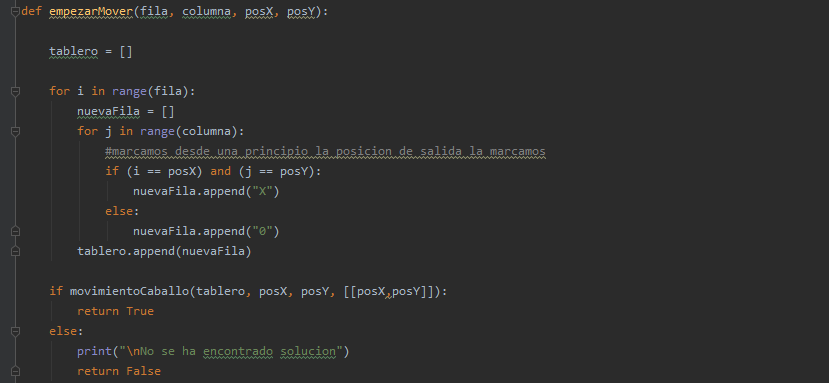 def empezarMover(fila, columna, posX, posY):
    tablero = []
    for i in range(fila):
        nuevaFila = []
        for j in range(columna):
            #marcamos desde una principio la posicion de salida la marcamos
            if (i == posX) and (j == posY):
                nuevaFila.append("X")
            else:
                nuevaFila.append("0")
        tablero.append(nuevaFila)
    if movimientoCaballo(tablero, posX, posY, [[posX,posY]]):
        return True
    else:
        print("\nNo se ha encontrado solucion")
        return False